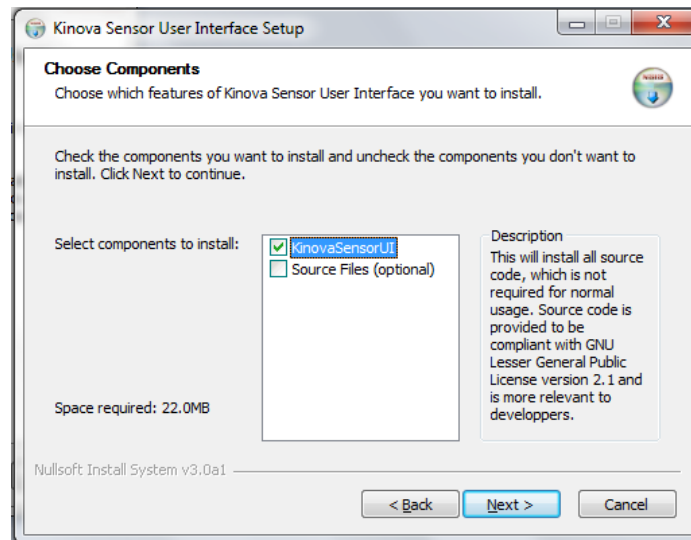 Kinova Sensor User Interface Setup
Choose Components
Choose which features of Kinova Sensor User Interface you want to install.
Check the components you want to install and uncheck the components you don't want to
install. Click Next to continue.
Select components to install:
KinovaSensorUI
Source Files (optional)
Description
This will install all source
code, which is not
required for normal
usage. Source code is
provided to be
compliant with GNU
Lesser General Public
License version 2.1 and
is more relevant to
developpers.
Space required: 22.0MB
Nullsoft Install System v3.0a1
< Back
Next >
Cancel